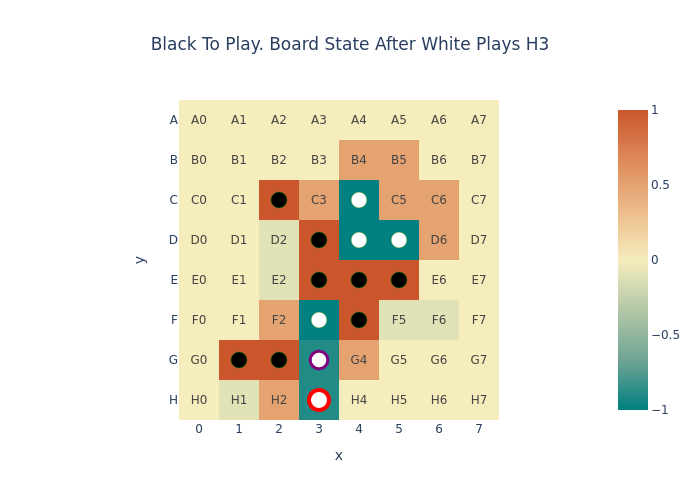 Black To Play. Board State After White Plays H3
A A0 A1 A2 A3 A4 A5 A6 A7
B B0 B1 B2 B3 B4 B5 B6 B7
C C0 C1 C3 C5 C6 C7
D D0 D1 D2 D6 D7
E E0 E1 E2 E6 E7
F F0 F1 F2 F5 F6 F7
G G0 G4 G5 G6 G7
H H0 H1 H2 H4 H5 H6 H7
0 1 2 3 4 5 6 7
x
y
1
0.5
0
−0.5
−1